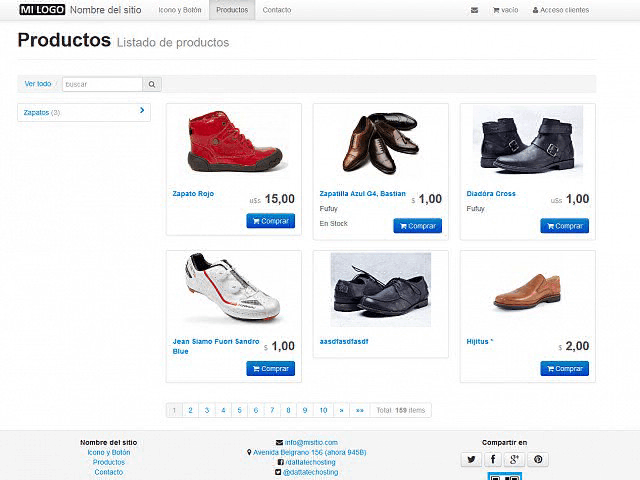 MI LOGO Nombre del sitio Icono y Botón Productos Contacto vacío Acceso clientes
Productos Listado de productos
Ver todo / buscar
Zapatos (3)
Zapato Rojo u$s 15,00
Comprar
Zapatilla Azul G4, Bastian $ 1,00
Fufuy
En Stock
Comprar
Diadóra Cross u$s 1,00
Fufuy
Comprar
Jean Siamo Fuori Sandro Blue $ 1,00
Comprar
aasdfasdfasdf
Hijitus * $ 2,00
Comprar
1 2 3 4 5 6 7 8 9 10 » »» Total: 159 items
Nombre del sitio
Icono y Botón
Productos
Contacto
info@misitio.com
Avenida Belgrano 156 (ahora 945B)
/dattatechosting
@dattatechosting
Compartir en